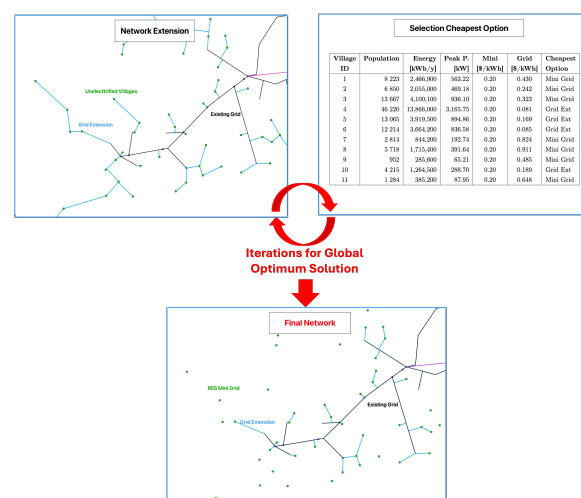 Network Extension
Unelectrified Villages
Grid Extension
Existing Grid
Selection Cheapest Option
Village Population Energy Peak P. Mini Grid Cheapest
ID [kWh/y] [kW] [$/kWh] [$/kWh] Option
1 8 223 2,466,900 563.22 0.20 0.430 Mini Grid
2 6 850 2,055,000 469.18 0.20 0.242 Mini Grid
3 13 667 4,100,100 936.10 0.20 0.323 Mini Grid
4 46 220 13,866,000 3,165.75 0.20 0.081 Grid Ext
5 13 065 3,919,500 894.86 0.20 0.169 Grid Ext
6 12 214 3,664,200 836.58 0.20 0.085 Grid Ext
7 2 814 844,200 192.74 0.20 0.824 Mini Grid
8 5 718 1,715,400 391.64 0.20 0.911 Mini Grid
9 952 285,600 65.21 0.20 0.485 Mini Grid
10 4 215 1,264,500 288.70 0.20 0.189 Grid Ext
11 1 284 385,200 87.95 0.20 0.648 Mini Grid
Iterations for Global
Optimum Solution
Final Network
RES Mini Grid
Grid Extension
Existing Grid